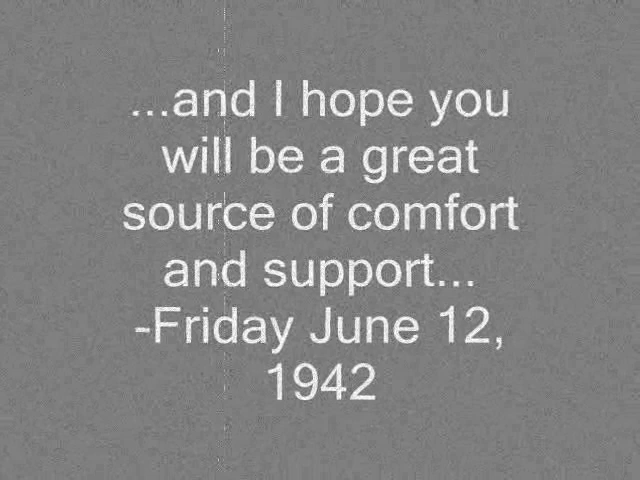 ...and I hope you
will be a great
source of comfort
and support...
-Friday June 12,
1942